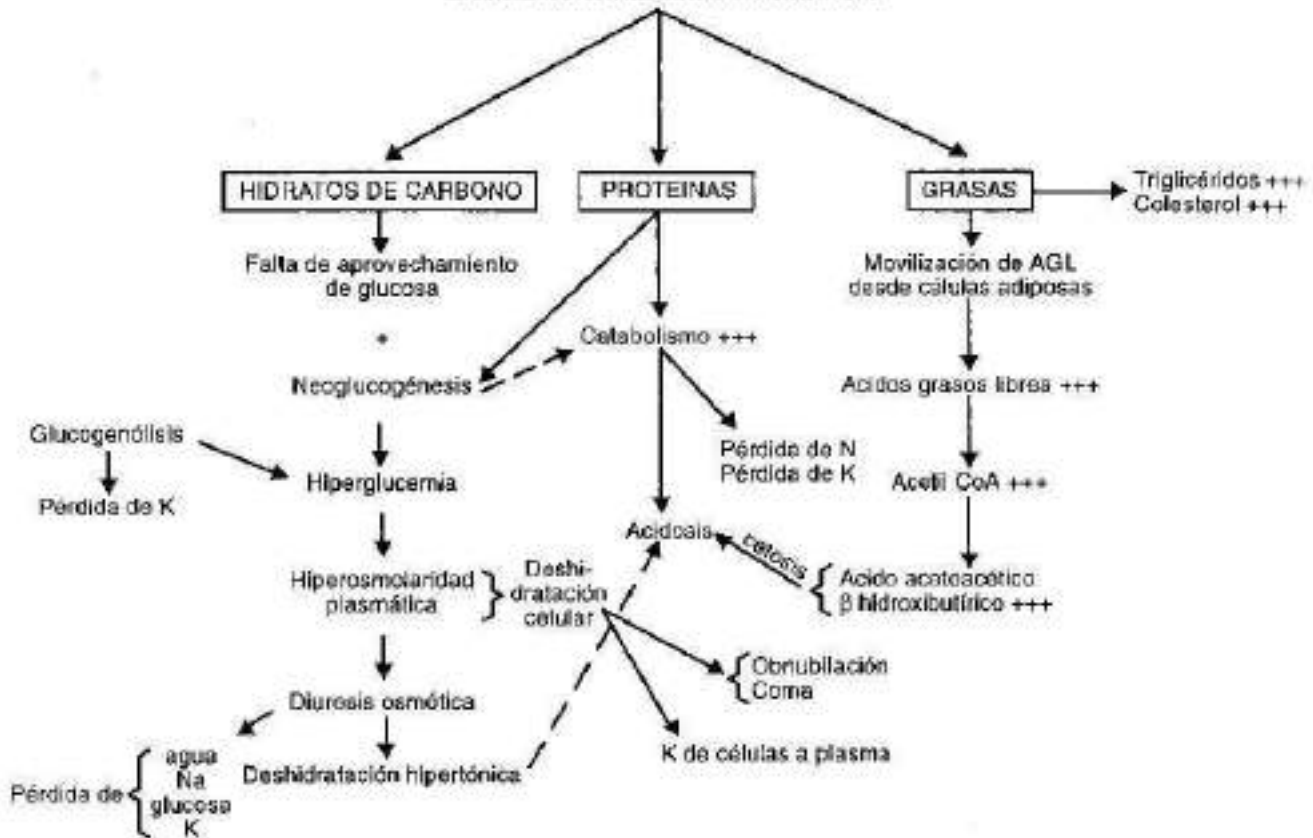 HIDRATOS DE CARBONO
PROTEINAS
GRASAS
Triglicéridos +++
Colesterol +++
Falta de aprovechamiento
de glucosa
+
Movilización de AGL
desde células adiposas
Catabolismo +++
Neoglucogénesis
Acidos grasos libres +++
Glucogenólisis
Pérdida de N
Pérdida de K
Hiperglucemia
Acetil CoA +++
Pérdida de K
Acidosis
cetosis
Hiperosmolaridad
plasmática
Deshi-
dratación
celular
Acido acetoacético
β hidroxibutírico +++
Obnubilación
Coma
Diuresis osmótica
K de células a plasma
Deshidratación hipertónica
Pérdida de
agua
Na
glucosa
K